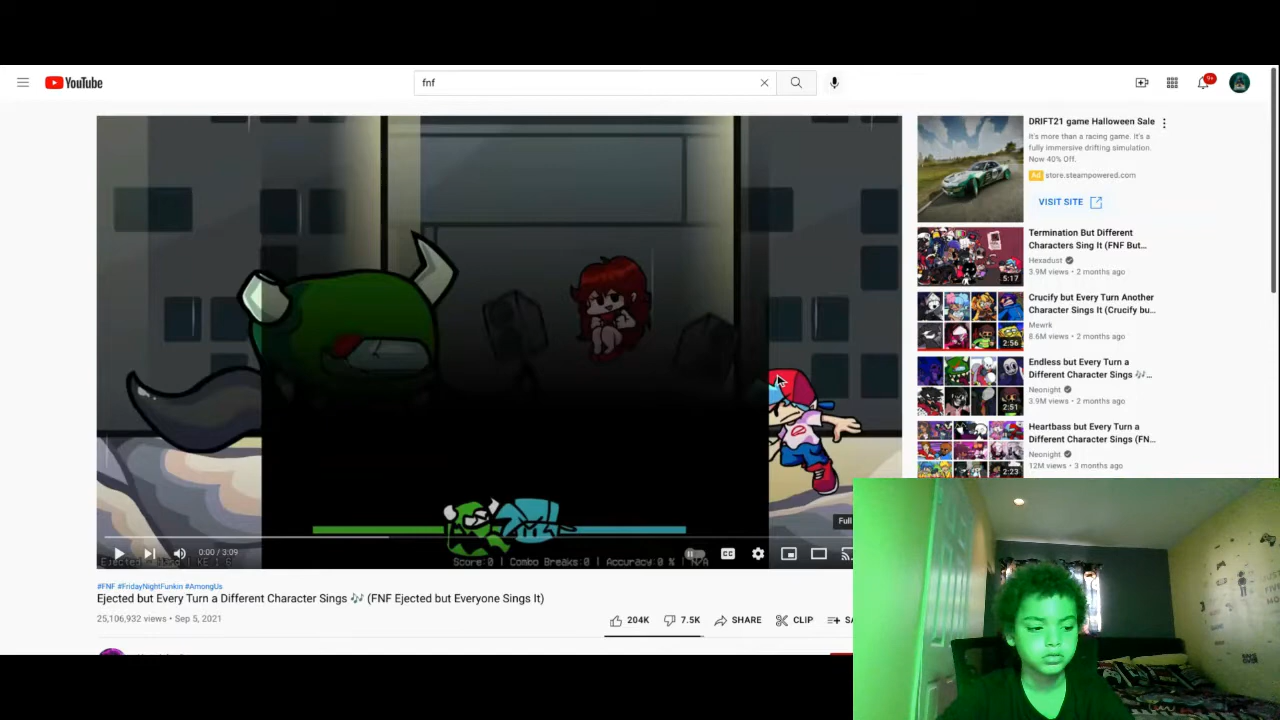 YouTube
fnf
9+
DRIFT21 game Halloween Sale
It's more than a racing game. It's a
fully immersive drifting simulation.
Now 40% Off.
Ad store.steampowered.com
VISIT SITE
Termination But Different
Characters Sing It (FNF But...
Hexadust
3.9M views • 2 months ago
5:17
Crucify but Every Turn Another
Character Sings It (Crucify bu...
Mewrk
8.6M views • 2 months ago
2:56
Endless but Every Turn a
Different Character Sings 🎶...
Neonight
3.9M views • 2 months ago
2:51
Heartbass but Every Turn a
Different Character Sings (FN...
Neonight
12M views • 3 months ago
2:23
Full
0:00 / 3:09
CC
Score:0 | Combo Breaks:0 | Accuracy:0 % | N/A
#FNF #FridayNightFunkin #AmongUs
Ejected but Every Turn a Different Character Sings 🎶 (FNF Ejected but Everyone Sings It)
25,106,932 views • Sep 5, 2021
204K
7.5K
SHARE
CLIP